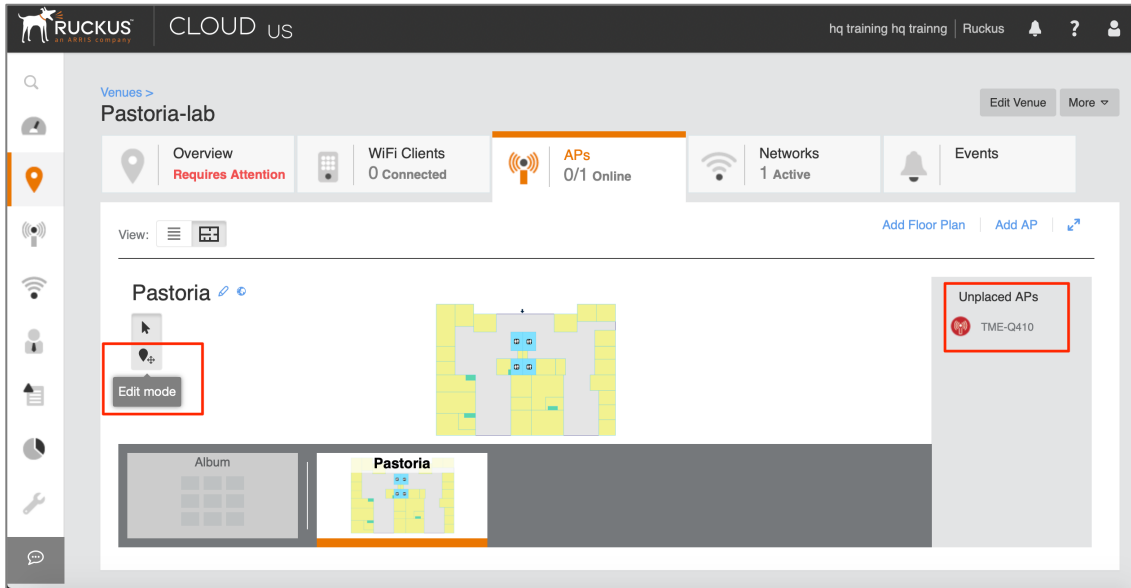 RUCKUS
an ARRIS company
CLOUD US
hq training hq trainng
Ruckus
?
Venues >
Pastoria-lab
Edit Venue
More
Overview
Requires Attention
WiFi Clients
0 Connected
APs
0/1 Online
Networks
1 Active
Events
View:
Add Floor Plan
Add AP
Pastoria
Unplaced APs
TME-Q410
Edit mode
Album
Pastoria